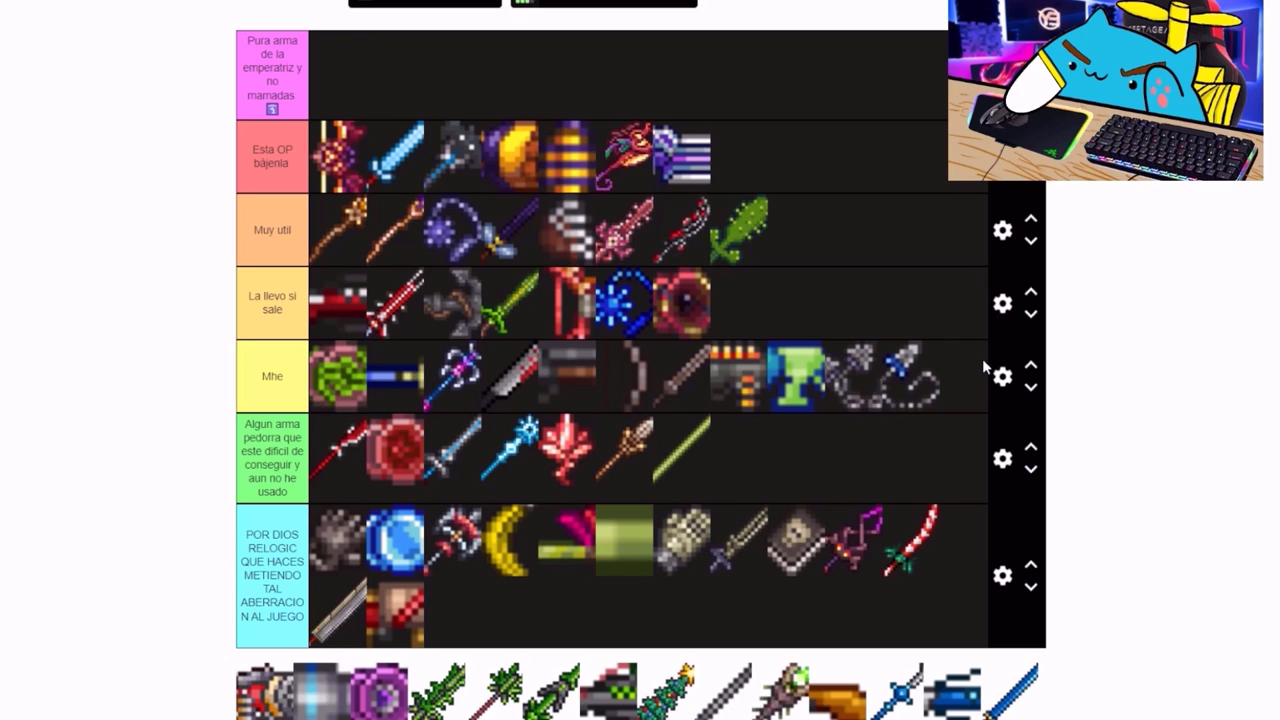 Pura arma
de la
emperatriz y
no
mamadas
Esta OP
bájenla
Muy util
La llevo si
sale
Mhe
Algun arma
pedorra que
este dificil de
conseguir y
aun no he
usado
POR DIOS
RELOGIC
QUE HACES
METIENDO
TAL
ABERRACIO
N AL JUEGO